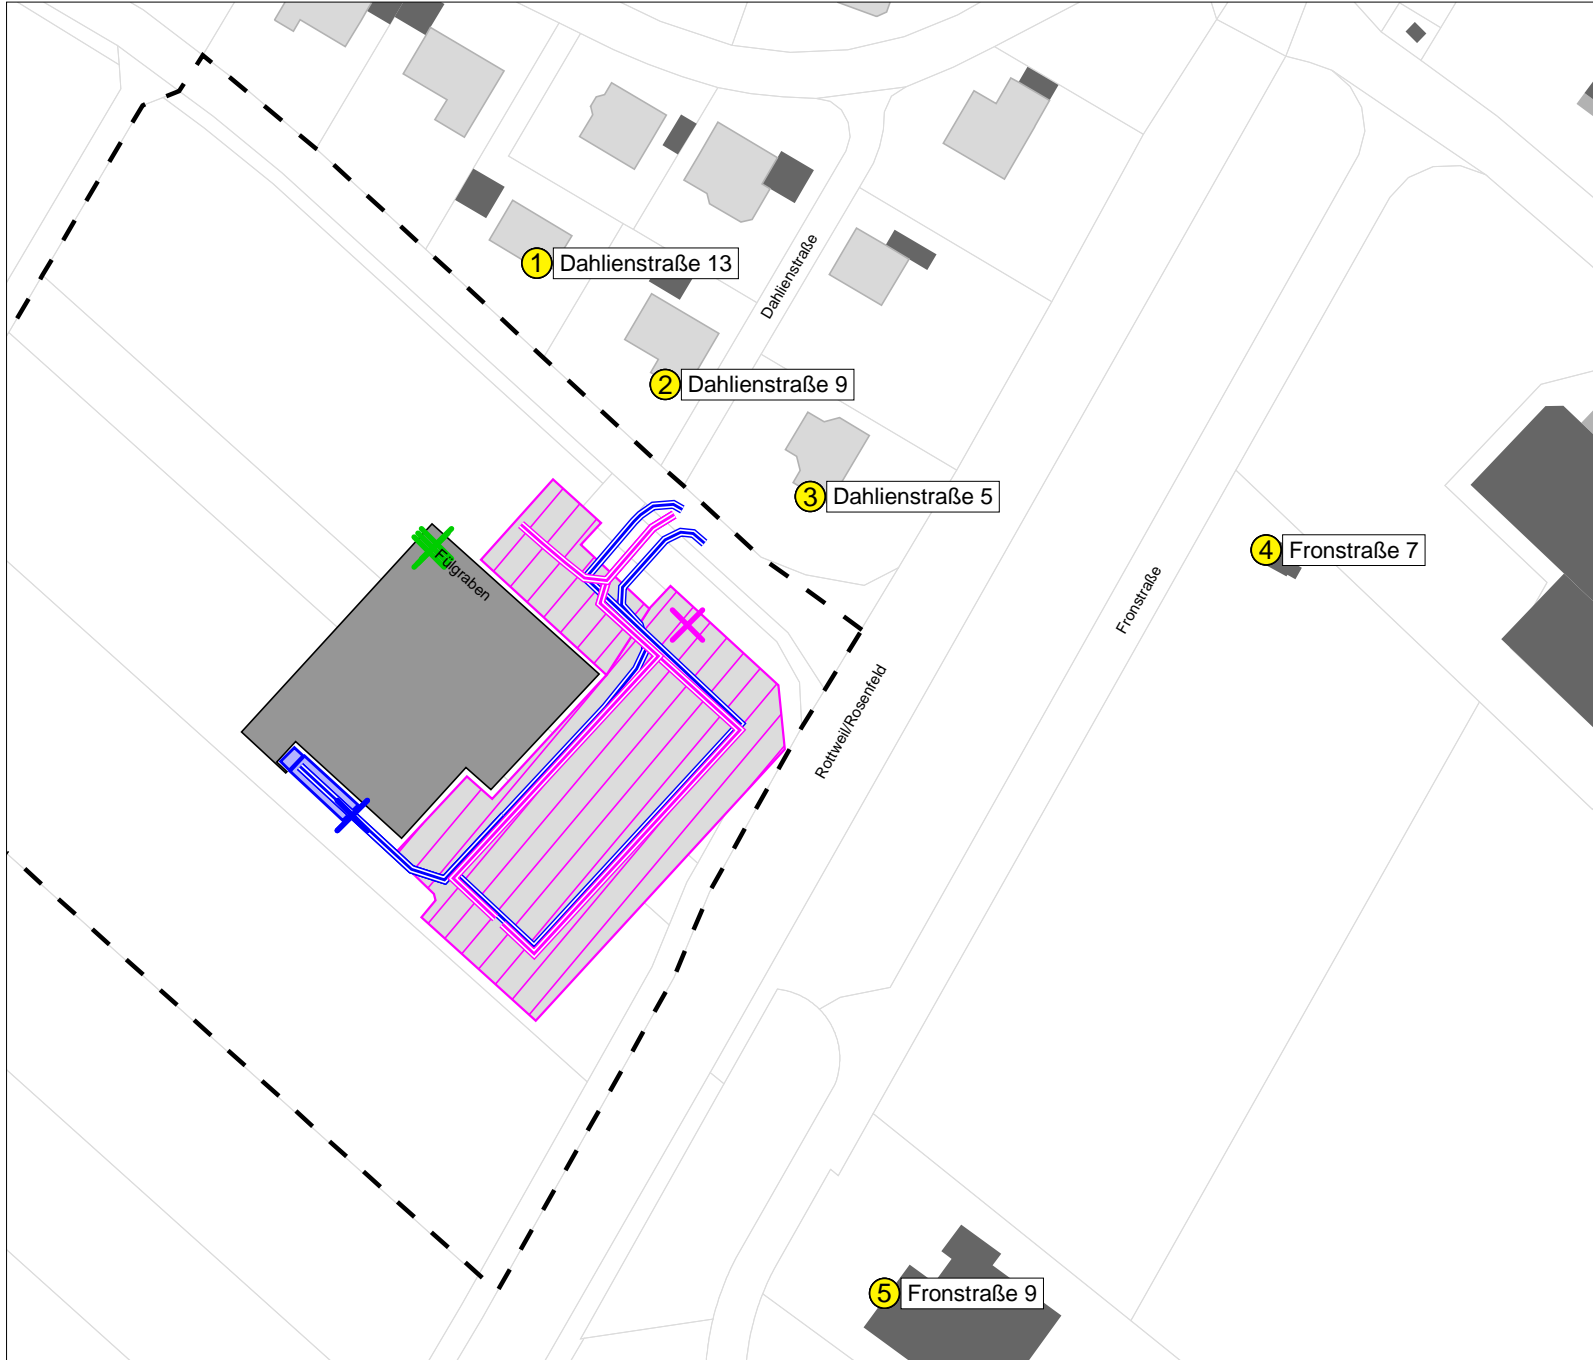 Dahlienstraße
1 Dahlienstraße 13
2 Dahlienstraße 9
3 Dahlienstraße 5
4 Fronstraße 7
Fülgraben
Fronstraße
Rottweil/Rosenfeld
5 Fronstraße 9